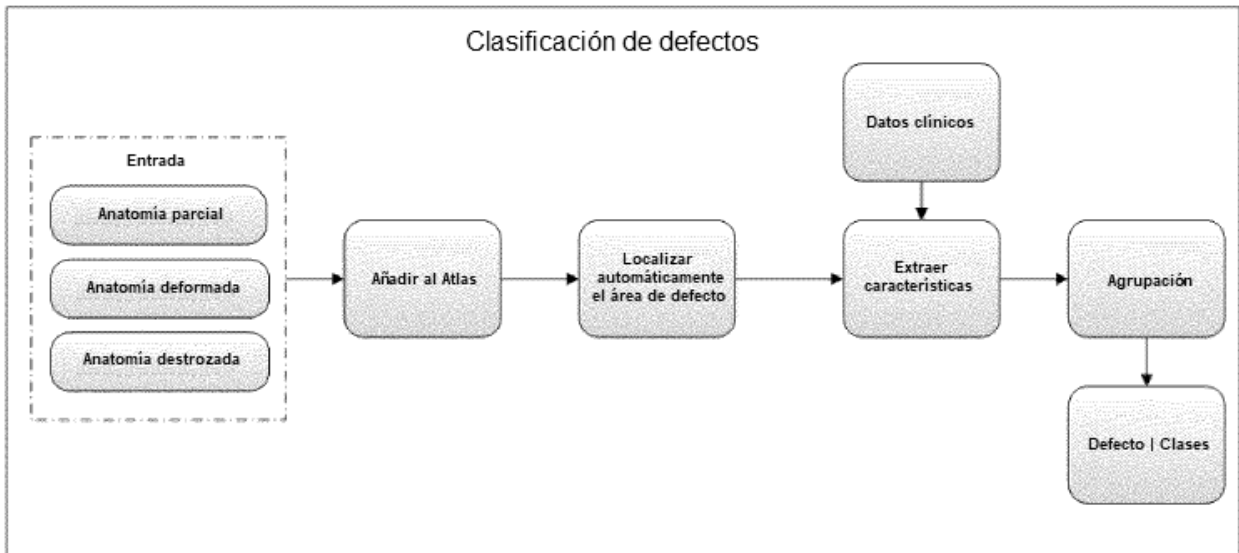 Clasificación de defectos
Entrada
Anatomía parcial
Anatomía deformada
Anatomía destrozada
Añadir al Atlas
Localizar
automáticamente
el área de defecto
Datos clínicos
Extraer
características
Agrupación
Defecto | Clases